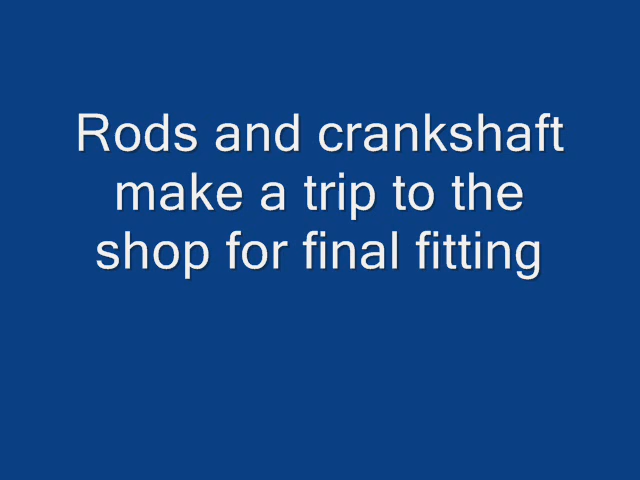 Rods and crankshaft
make a trip to the
shop for final fitting